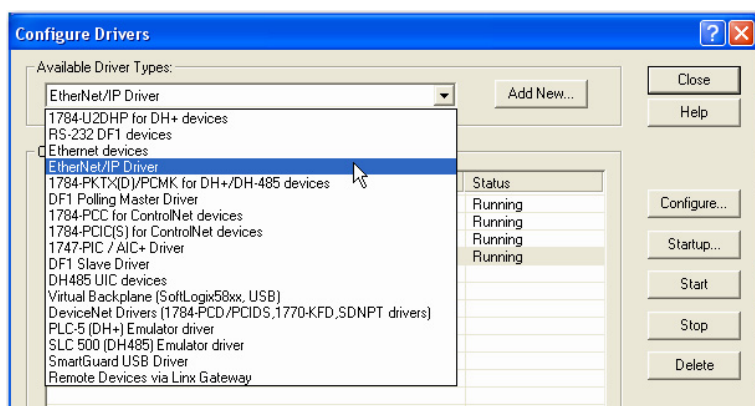 Configure Drivers
Available Driver Types:
EtherNet/IP Driver
Add New...
Close
Help
1784-U2DHP for DH+ devices
RS-232 DF1 devices
Ethernet devices
EtherNet/IP Driver
1784-PKTX(D)/PCMK for DH+/DH-485 devices
DF1 Polling Master Driver
1784-PCC for ControlNet devices
1784-PCIC(S) for ControlNet devices
1747-PIC / AIC+ Driver
DF1 Slave Driver
DH485 UIC devices
Virtual Backplane (SoftLogix58xx, USB)
DeviceNet Drivers (1784-PCD/PCIDS,1770-KFD,SDNPT drivers)
PLC-5 (DH+) Emulator driver
SLC 500 (DH485) Emulator driver
SmartGuard USB Driver
Remote Devices via Linx Gateway
Status
Running
Running
Running
Running
Configure...
Startup...
Start
Stop
Delete